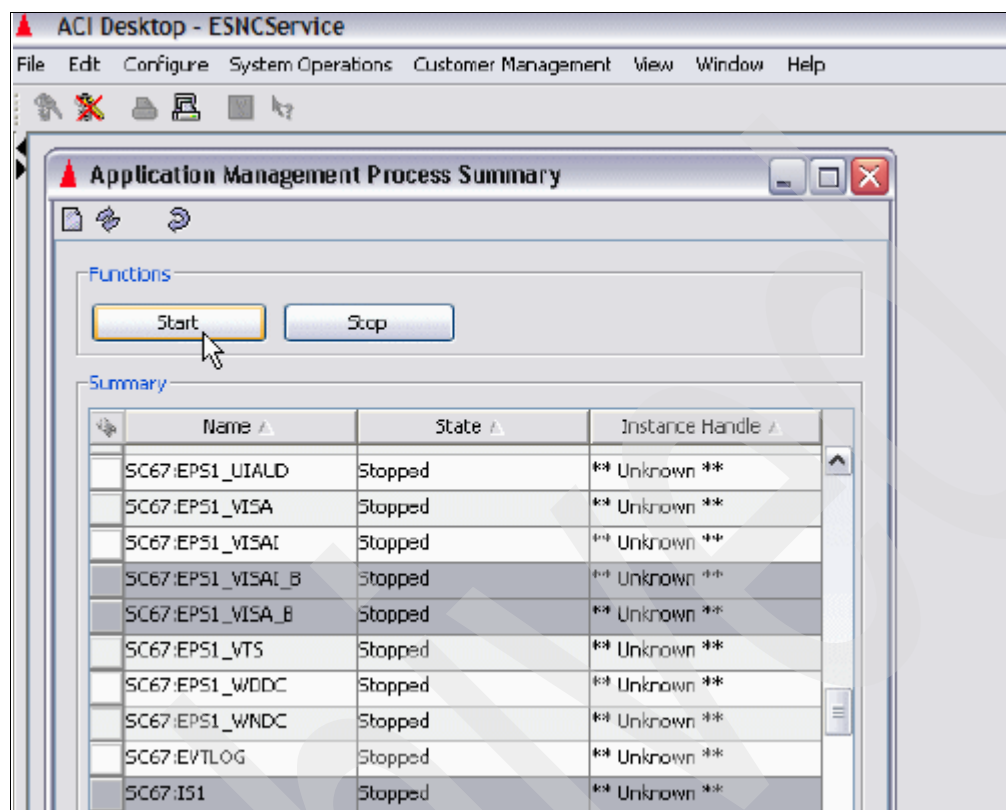 ACI Desktop - ESNCService
File Edit Configure System Operations Customer Management View Window Help
Application Management Process Summary
Functions
Start Stop
Summary
Name State Instance Handle
SC67:EPS1_UIAUD Stopped ** Unknown **
SC67:EPS1_VISA Stopped ** Unknown **
SC67:EPS1_VISAI Stopped ** Unknown **
SC67:EPS1_VISAI_B Stopped ** Unknown **
SC67:EPS1_VISA_B Stopped ** Unknown **
SC67:EPS1_VTS Stopped ** Unknown **
SC67:EPS1_WDDC Stopped ** Unknown **
SC67:EPS1_WNDC Stopped ** Unknown **
SC67:EVTLOG Stopped ** Unknown **
SC67:IS1 Stopped ** Unknown **